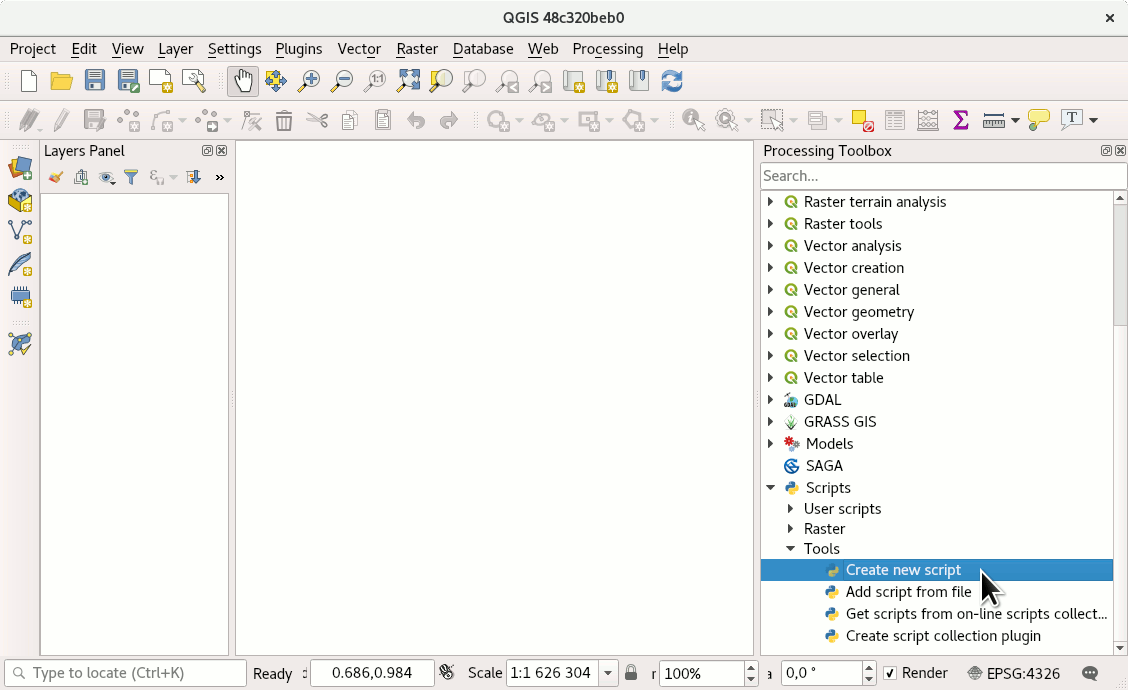 QGIS 48c320beb0
Project Edit View Layer Settings Plugins Vector Raster Database Web Processing Help
Layers Panel
Processing Toolbox
Search...
Raster terrain analysis
Raster tools
Vector analysis
Vector creation
Vector general
Vector geometry
Vector overlay
Vector selection
Vector table
GDAL
GRASS GIS
Models
SAGA
Scripts
User scripts
Raster
Tools
Create new script
Add script from file
Get scripts from on-line scripts collect...
Create script collection plugin
Type to locate (Ctrl+K) Ready 0.686,0.984 Scale 1:1 626 304 r 100% a 0,0 ° Render EPSG:4326